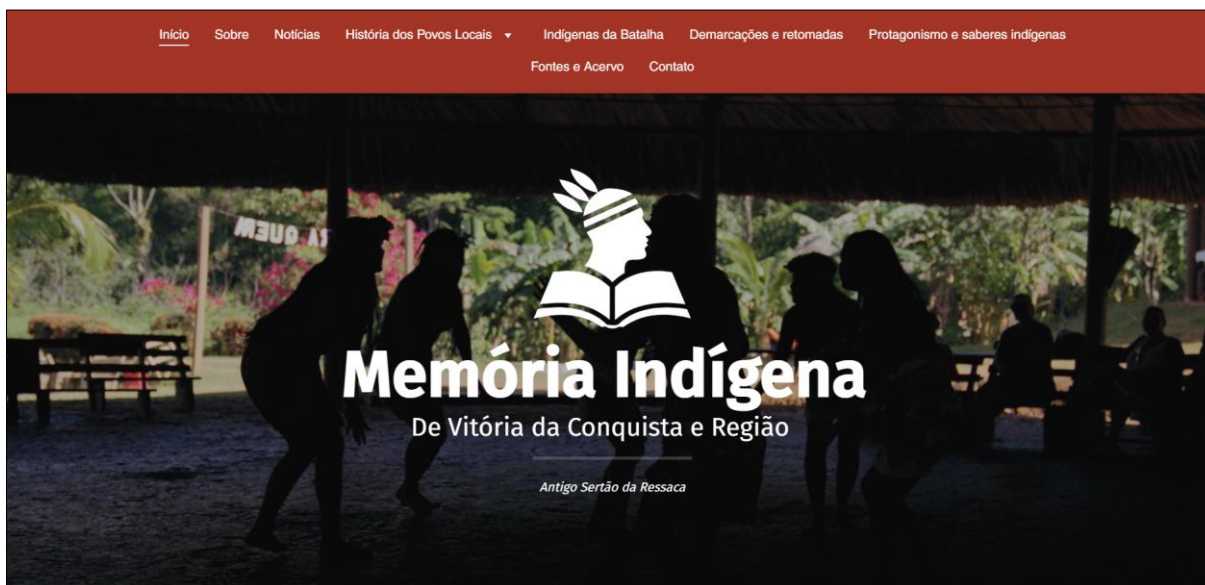 Início Sobre Notícias História dos Povos Locais Indígenas da Batalha Demarcações e retomadas Protagonismo e saberes indígenas
Fontes e Acervo Contato
QUEM
Memória Indígena
De Vitória da Conquista e Região
Antigo Sertão da Ressaca